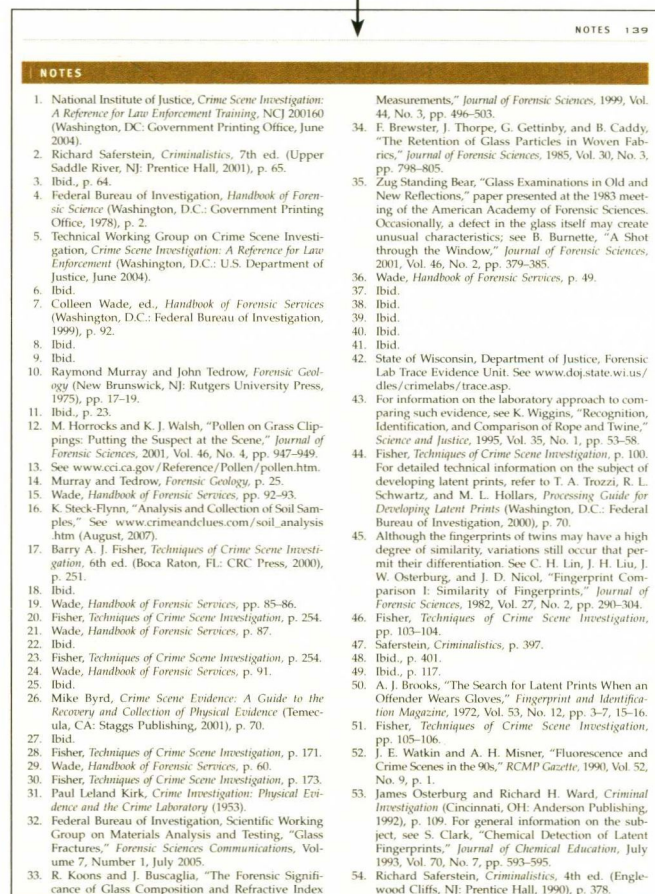 NOTES 139
NOTES
1. National Institute of Justice, Crime Scene Investigation:
A Reference for Law Enforcement Training, NCJ 200160
(Washington, DC: Government Printing Office, June
2004).
2. Richard Saferstein, Criminalistics, 7th ed. (Upper
Saddle River, NJ: Prentice Hall, 2001), p. 65.
3. Ibid., p. 64.
4. Federal Bureau of Investigation, Handbook of Foren-
sic Science (Washington, D.C.: Government Printing
Office, 1978), p. 2.
5. Technical Working Group on Crime Scene Investi-
gation, Crime Scene Investigation: A Reference for Law
Enforcement (Washington, D.C.: U.S. Department of
Justice, June 2004).
6. Ibid.
7. Colleen Wade, ed., Handbook of Forensic Services
(Washington, D.C.: Federal Bureau of Investigation,
1999), p. 92.
8. Ibid.
9. Ibid.
10. Raymond Murray and John Tedrow, Forensic Geol-
ogy (New Brunswick, NJ: Rutgers University Press,
1975), pp. 17–19.
11. Ibid., p. 23.
12. M. Horrocks and K. J. Walsh, "Pollen on Grass Clip-
pings: Putting the Suspect at the Scene," Journal of
Forensic Sciences, 2001, Vol. 46, No. 4, pp. 947–949.
13. See www.cci.ca.gov/Reference/Pollen/pollen.htm.
14. Murray and Tedrow, Forensic Geology, p. 25.
15. Wade, Handbook of Forensic Services, pp. 92–93.
16. K. Steck-Flynn, "Analysis and Collection of Soil Sam-
ples," See www.crimeandclues.com/soil_analysis
.htm (August, 2007).
17. Barry A. J. Fisher, Techniques of Crime Scene Investi-
gation, 6th ed. (Boca Raton, FL: CRC Press, 2000),
p. 251.
18. Ibid.
19. Wade, Handbook of Forensic Services, pp. 85–86.
20. Fisher, Techniques of Crime Scene Investigation, p. 254.
21. Wade, Handbook of Forensic Services, p. 87.
22. Ibid.
23. Fisher, Techniques of Crime Scene Investigation, p. 254.
24. Wade, Handbook of Forensic Services, p. 91.
25. Ibid.
26. Mike Byrd, Crime Scene Evidence: A Guide to the
Recovery and Collection of Physical Evidence (Temec-
ula, CA: Staggs Publishing, 2001), p. 70.
27. Ibid.
28. Fisher, Techniques of Crime Scene Investigation, p. 171.
29. Wade, Handbook of Forensic Services, p. 60.
30. Fisher, Techniques of Crime Scene Investigation, p. 173.
31. Paul Leland Kirk, Crime Investigation: Physical Evi-
dence and the Crime Laboratory (1953).
32. Federal Bureau of Investigation, Scientific Working
Group on Materials Analysis and Testing, "Glass
Fractures," Forensic Sciences Communications, Vol-
ume 7, Number 1, July 2005.
33. R. Koons and J. Buscaglia, "The Forensic Signifi-
cance of Glass Composition and Refractive Index
Measurements," Journal of Forensic Sciences, 1999, Vol.
44, No. 3, pp. 496–503.
34. F. Brewster, J. Thorpe, G. Gettinby, and B. Caddy,
"The Retention of Glass Particles in Woven Fab-
rics," Journal of Forensic Sciences, 1985, Vol. 30, No. 3,
pp. 798–805.
35. Zug Standing Bear, "Glass Examinations in Old and
New Reflections," paper presented at the 1983 meet-
ing of the American Academy of Forensic Sciences.
Occasionally, a defect in the glass itself may create
unusual characteristics; see B. Burnette, "A Shot
through the Window," Journal of Forensic Sciences,
2001, Vol. 46, No. 2, pp. 379–385.
36. Wade, Handbook of Forensic Services, p. 49.
37. Ibid.
38. Ibid.
39. Ibid.
40. Ibid.
41. Ibid.
42. State of Wisconsin, Department of Justice, Forensic
Lab Trace Evidence Unit. See www.doj.state.wi.us/
dles/crimelabs/trace.asp.
43. For information on the laboratory approach to com-
paring such evidence, see K. Wiggins, "Recognition,
Identification, and Comparison of Rope and Twine,"
Science and Justice, 1995, Vol. 35, No. 1, pp. 53–58.
44. Fisher, Techniques of Crime Scene Investigation, p. 100.
For detailed technical information on the subject of
developing latent prints, refer to T. A. Trozzi, R. L.
Schwartz, and M. L. Hollars, Processing Guide for
Developing Latent Prints (Washington, D.C.: Federal
Bureau of Investigation, 2000), p. 70.
45. Although the fingerprints of twins may have a high
degree of similarity, variations still occur that per-
mit their differentiation. See C. H. Lin, J. H. Liu, J.
W. Osterburg, and J. D. Nicol, "Fingerprint Com-
parison I: Similarity of Fingerprints," Journal of
Forensic Sciences, 1982, Vol. 27, No. 2, pp. 290–304.
46. Fisher, Techniques of Crime Scene Investigation,
pp. 103–104.
47. Saferstein, Criminalistics, p. 397.
48. Ibid., p. 401.
49. Ibid., p. 117.
50. A. J. Brooks, "The Search for Latent Prints When an
Offender Wears Gloves," Fingerprint and Identifica-
tion Magazine, 1972, Vol. 53, No. 12, pp. 3–7, 15–16.
51. Fisher, Techniques of Crime Scene Investigation,
pp. 105–106.
52. J. E. Watkin and A. H. Misner, "Fluorescence and
Crime Scenes in the 90s," RCMP Gazette, 1990, Vol. 52,
No. 9, p. 1.
53. James Osterburg and Richard H. Ward, Criminal
Investigation (Cincinnati, OH: Anderson Publishing,
1992), p. 109. For general information on the sub-
ject, see S. Clark, "Chemical Detection of Latent
Fingerprints," Journal of Chemical Education, July
1993, Vol. 70, No. 7, pp. 593–595.
54. Richard Saferstein, Criminalistics, 4th ed. (Engle-
wood Cliffs, NJ: Prentice Hall, 1990), p. 378.